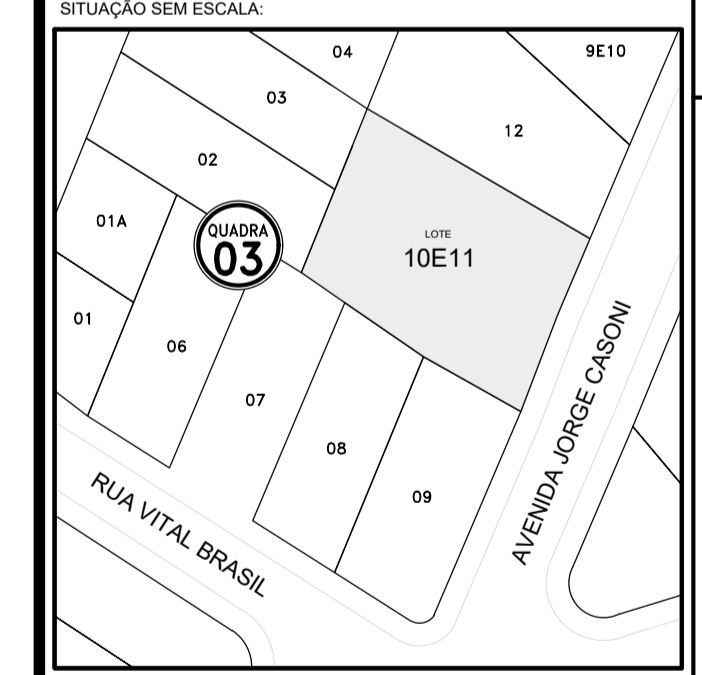 SITUAÇÃO SEM ESCALA:
04
9E10
03
12
02
01A
QUADRA
03
LOTE
10E11
01
06
07
08
09
AVENIDA JORGE CASONI
RUA VITAL BRASIL